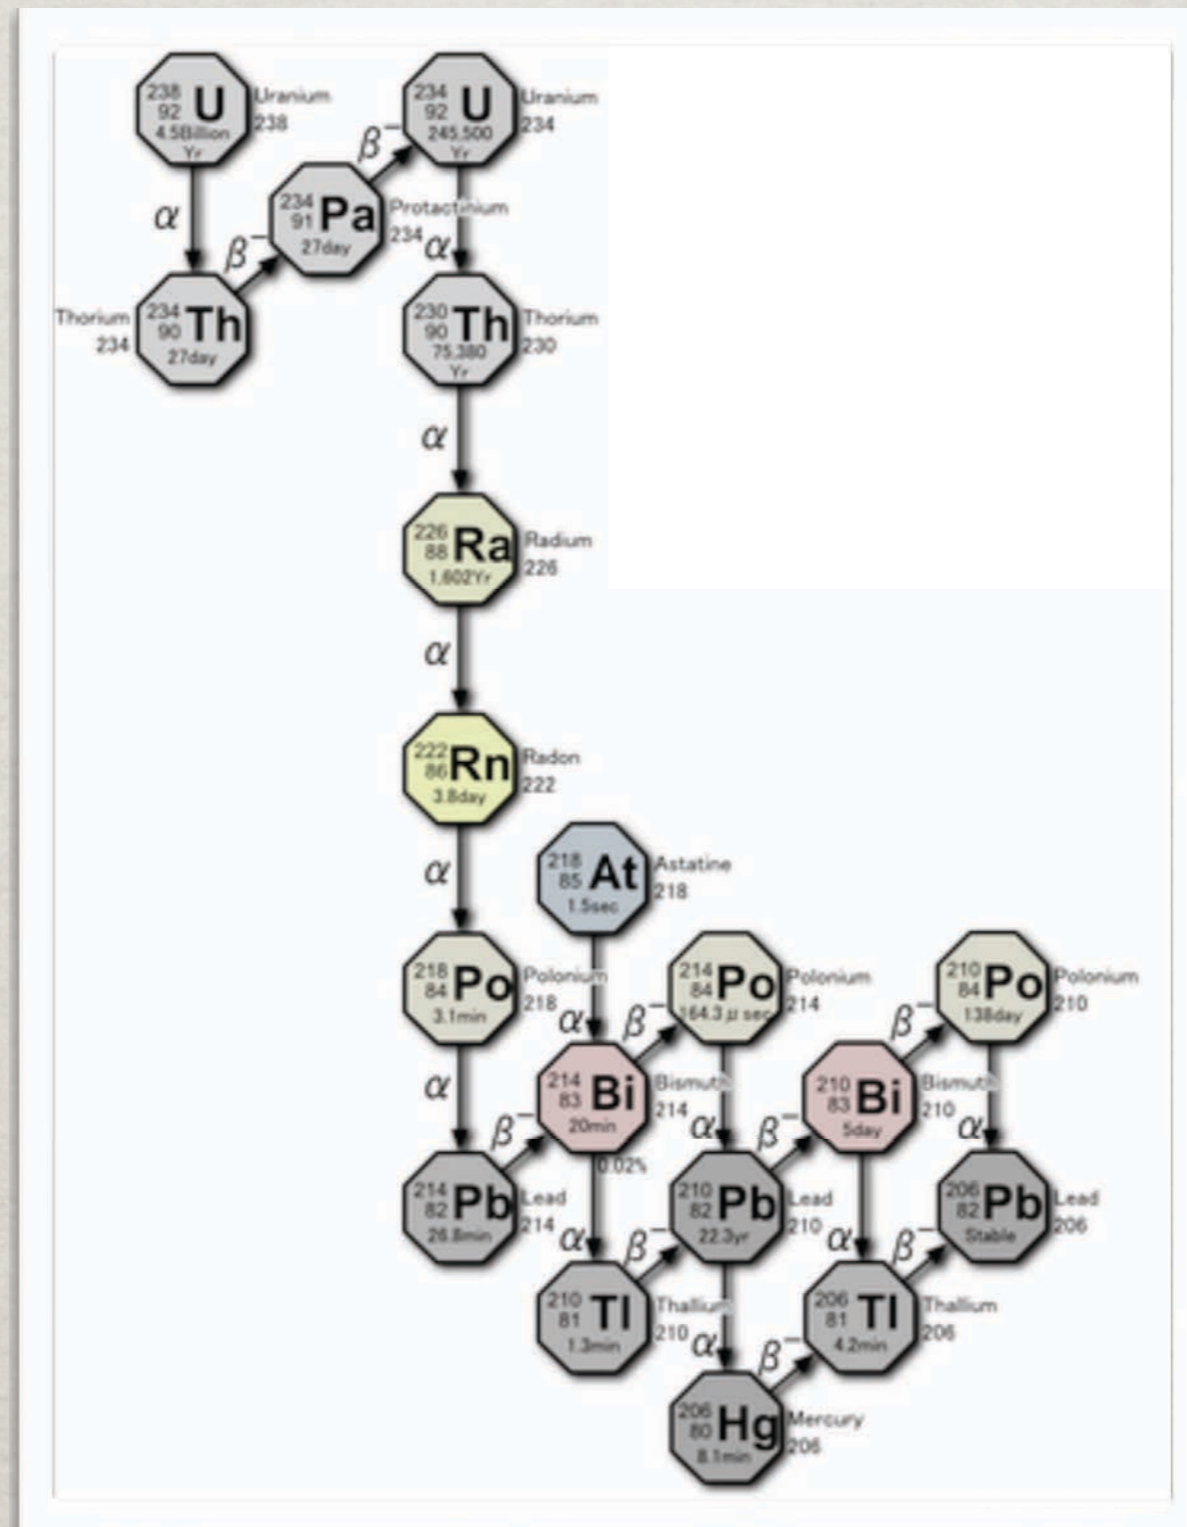 238
92 U
4.5Billion
Yr
Uranium
238
234
92 U
245,500
Yr
Uranium
234
α
β−
234
91 Pa
27day
Protactinium
234
β−
α
234
90 Th
27day
Thorium
234
230
90 Th
75,380
Yr
Thorium
230
α
226
88 Ra
1,602Yr
Radium
226
α
222
86 Rn
3.8day
Radon
222
α
218
85 At
1.5sec
Astatine
218
218
84 Po
3.1min
Polonium
218
α
β−
214
84 Po
164.3 μ sec
Polonium
214
β−
210
84 Po
138day
Polonium
210
α
β−
214
83 Bi
20min
Bismuth
214
0.02%
α
β−
210
83 Bi
5day
Bismuth
210
α
214
82 Pb
26.8min
Lead
214
α
β−
210
82 Pb
22.3yr
Lead
210
α
β−
206
82 Pb
Stable
Lead
206
210
81 Tl
1.3min
Thallium
210
α
β−
206
81 Tl
4.2min
Thallium
206
206
80 Hg
8.1min
Mercury
206